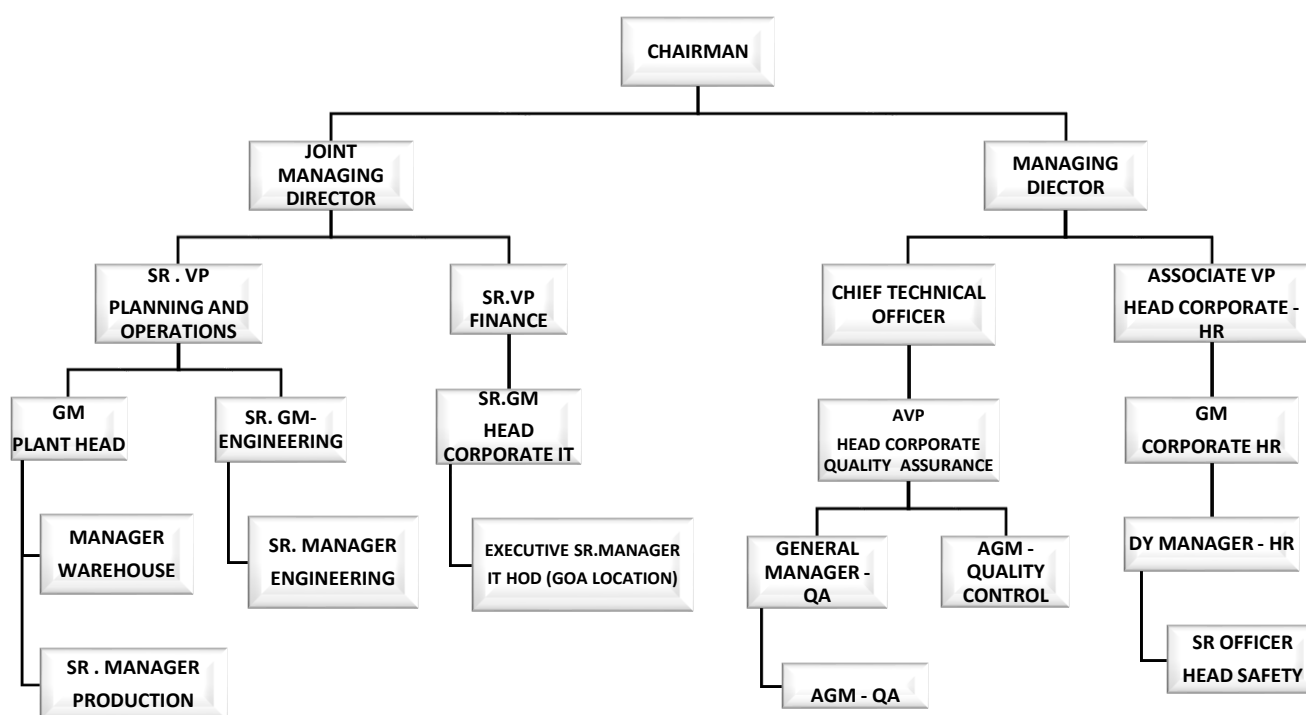 CHAIRMAN
JOINT
MANAGING
DIRECTOR
MANAGING
DIECTOR
SR . VP
PLANNING AND
OPERATIONS
SR.VP
FINANCE
CHIEF TECHNICAL
OFFICER
ASSOCIATE VP
HEAD CORPORATE -
HR
GM
PLANT HEAD
SR. GM-
ENGINEERING
SR.GM
HEAD
CORPORATE IT
AVP
HEAD CORPORATE
QUALITY ASSURANCE
GM
CORPORATE HR
MANAGER
WAREHOUSE
SR. MANAGER
ENGINEERING
EXECUTIVE SR.MANAGER
IT HOD (GOA LOCATION)
GENERAL
MANAGER -
QA
AGM -
QUALITY
CONTROL
DY MANAGER - HR
SR . MANAGER
PRODUCTION
AGM - QA
SR OFFICER
HEAD SAFETY